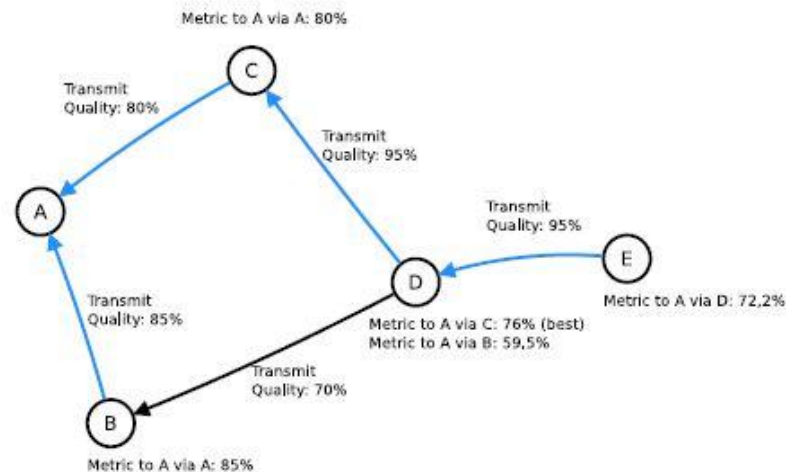 Metric to A via A: 80%
C
Transmit
Quality: 80%
Transmit
Quality: 95%
A
Transmit
Quality: 95%
E
D
Metric to A via D: 72,2%
Transmit
Quality: 85%
Metric to A via C: 76% (best)
Metric to A via B: 59,5%
Transmit
Quality: 70%
B
Metric to A via A: 85%